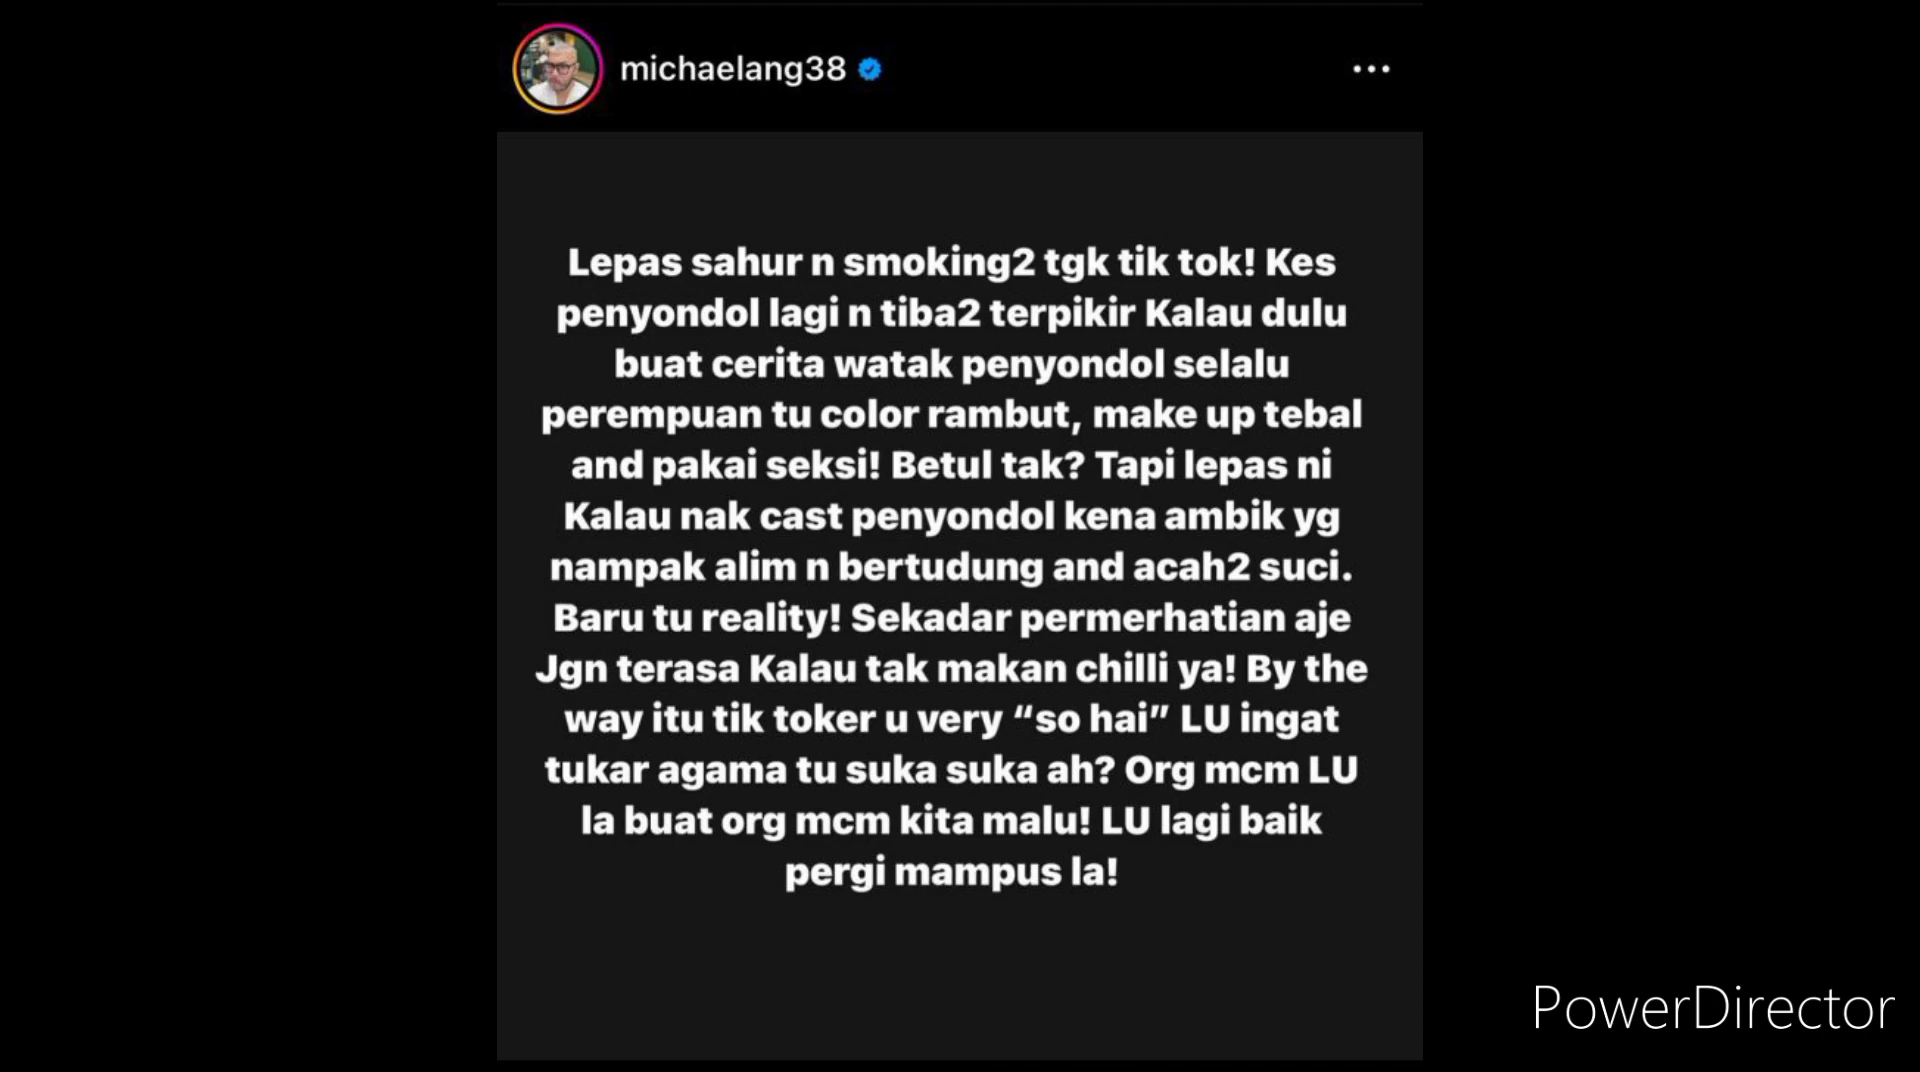 michaelang38
Lepas sahur n smoking2 tgk tik tok! Kes
penyondol lagi n tiba2 terpikir Kalau dulu
buat cerita watak penyondol selalu
perempuan tu color rambut, make up tebal
and pakai seksi! Betul tak? Tapi lepas ni
Kalau nak cast penyondol kena ambik yg
nampak alim n bertudung and acah2 suci.
Baru tu reality! Sekadar permerhatian aje
Jgn terasa Kalau tak makan chilli ya! By the
way itu tik toker u very “so hai” LU ingat
tukar agama tu suka suka ah? Org mcm LU
la buat org mcm kita malu! LU lagi baik
pergi mampus la!
PowerDirector